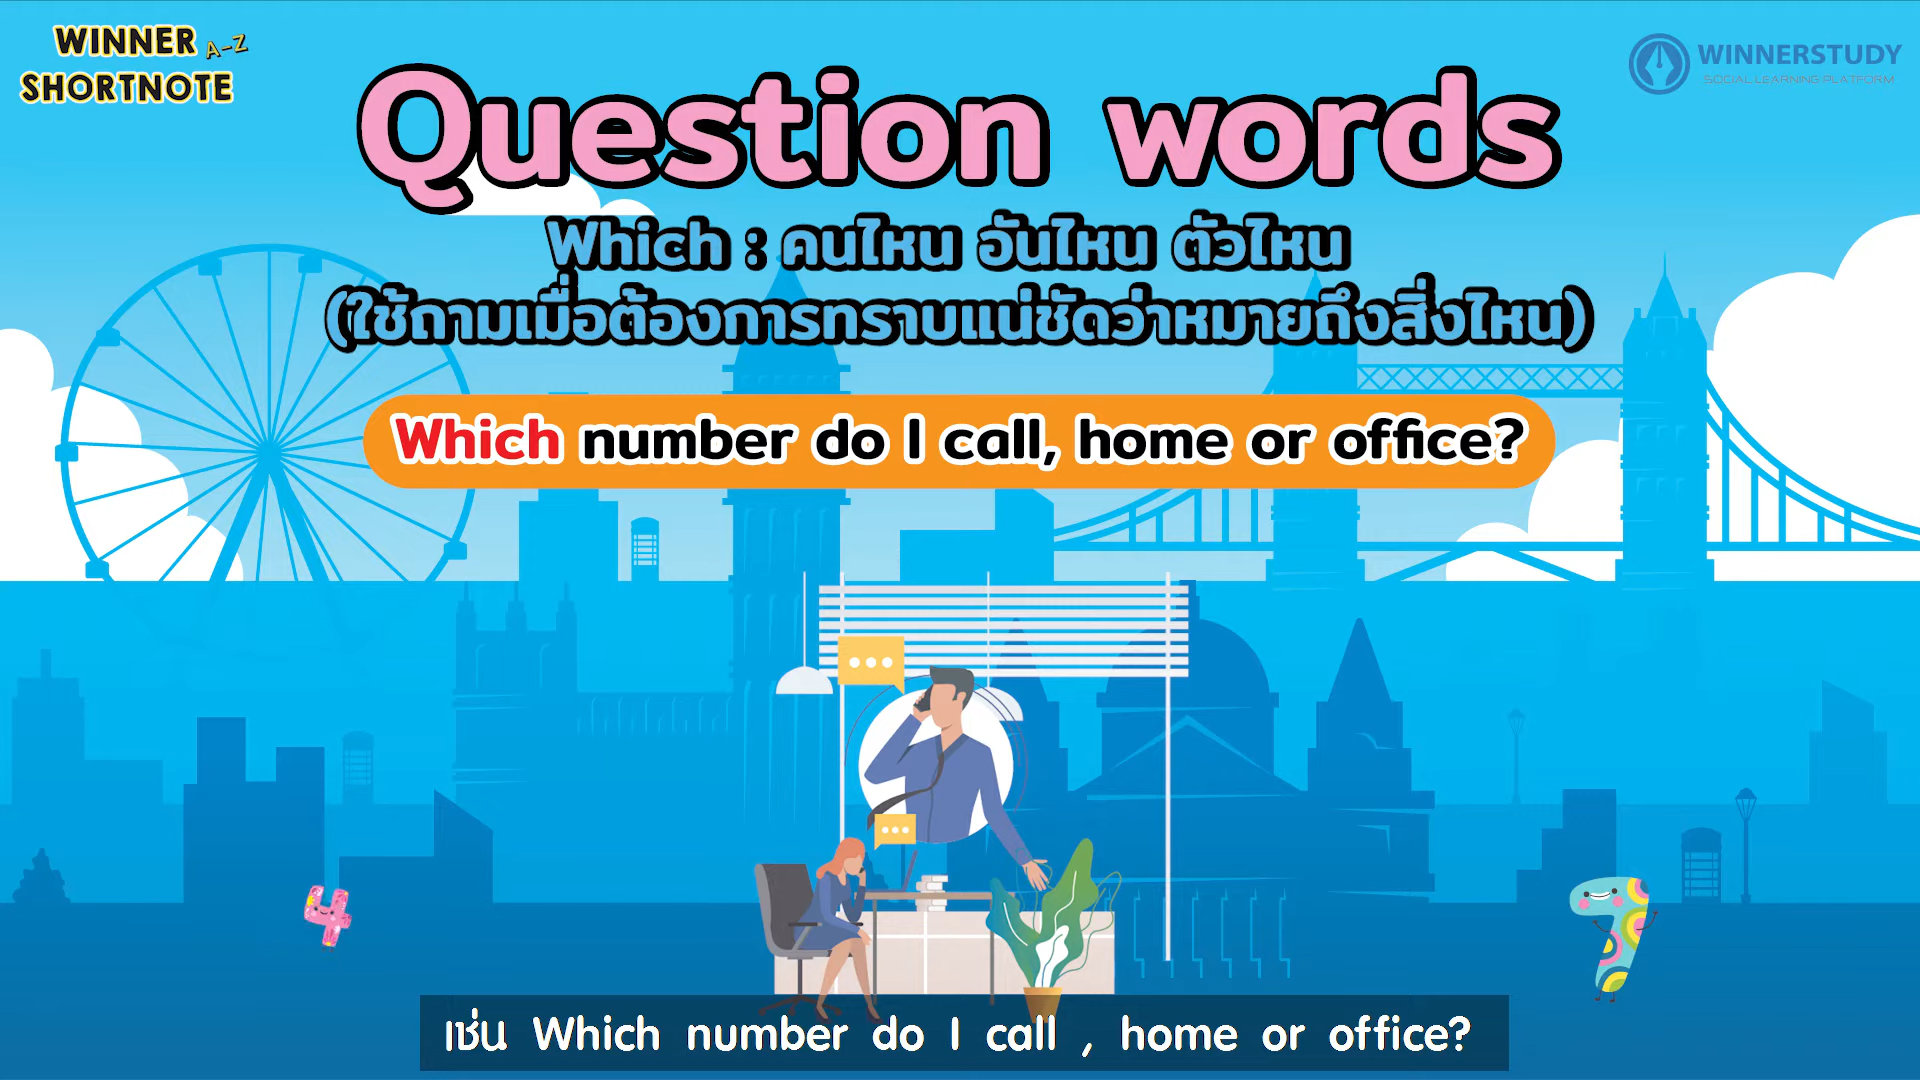 WINNER A-Z
SHORTNOTE
WINNERSTUDY
SOCIAL LEARNING PLATFORM
Question words
Which : คนไหน อันไหน ตัวไหน
(ใช้ถามเมื่อต้องการทราบแน่ชัดว่าหมายถึงสิ่งไหน)
Which number do I call, home or office?
4
7
เช่น Which number do I call , home or office?